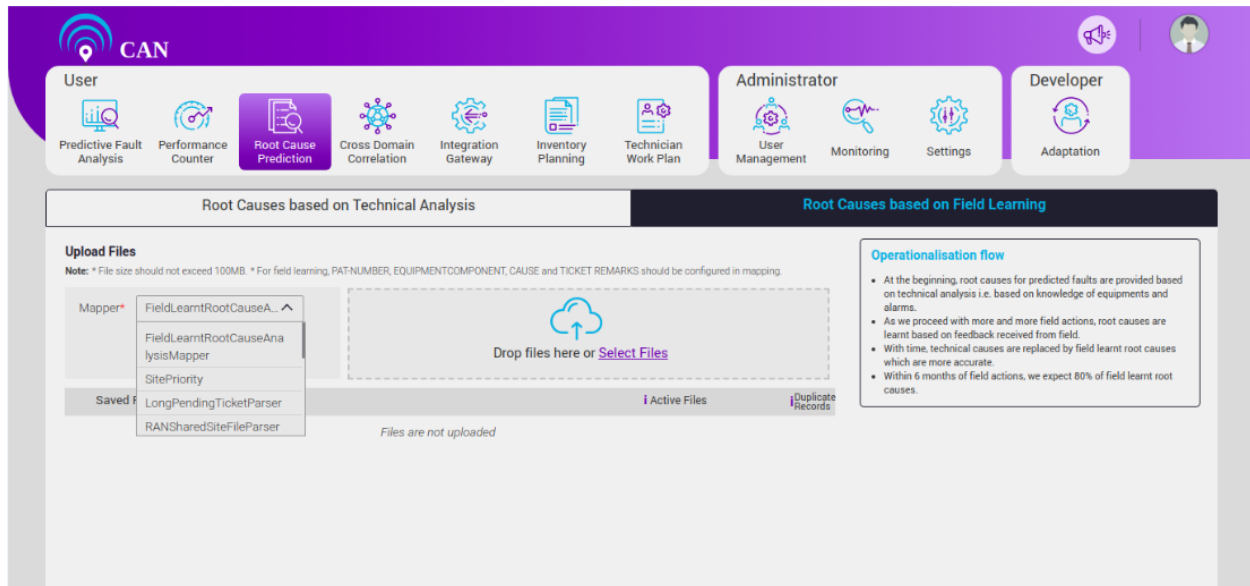 CAN
User
Predictive Fault
Analysis
Performance
Counter
Root Cause
Prediction
Cross Domain
Correlation
Integration
Gateway
Inventory
Planning
Technician
Work Plan
Administrator
User
Management
Monitoring
Settings
Developer
Adaptation
Root Causes based on Technical Analysis
Root Causes based on Field Learning
Upload Files
Note: * File size should not exceed 100MB. * For field learning, PAT-NUMBER, EQUIPMENTCOMPONENT, CAUSE and TICKET REMARKS should be configured in mapping.
Mapper*
FieldLearntRootCauseA...
FieldLearntRootCauseAna
lysisMapper
SitePriority
LongPendingTicketParser
RANSharedSiteFileParser
Drop files here or Select Files
Saved
i Active Files
i Duplicate
Records
Files are not uploaded
Operationalisation flow
• At the beginning, root causes for predicted faults are provided based
on technical analysis i.e. based on knowledge of equipments and
alarms.
• As we proceed with more and more field actions, root causes are
learnt based on feedback received from field.
• With time, technical causes are replaced by field learnt root causes
which are more accurate.
• Within 6 months of field actions, we expect 80% of field learnt root
causes.